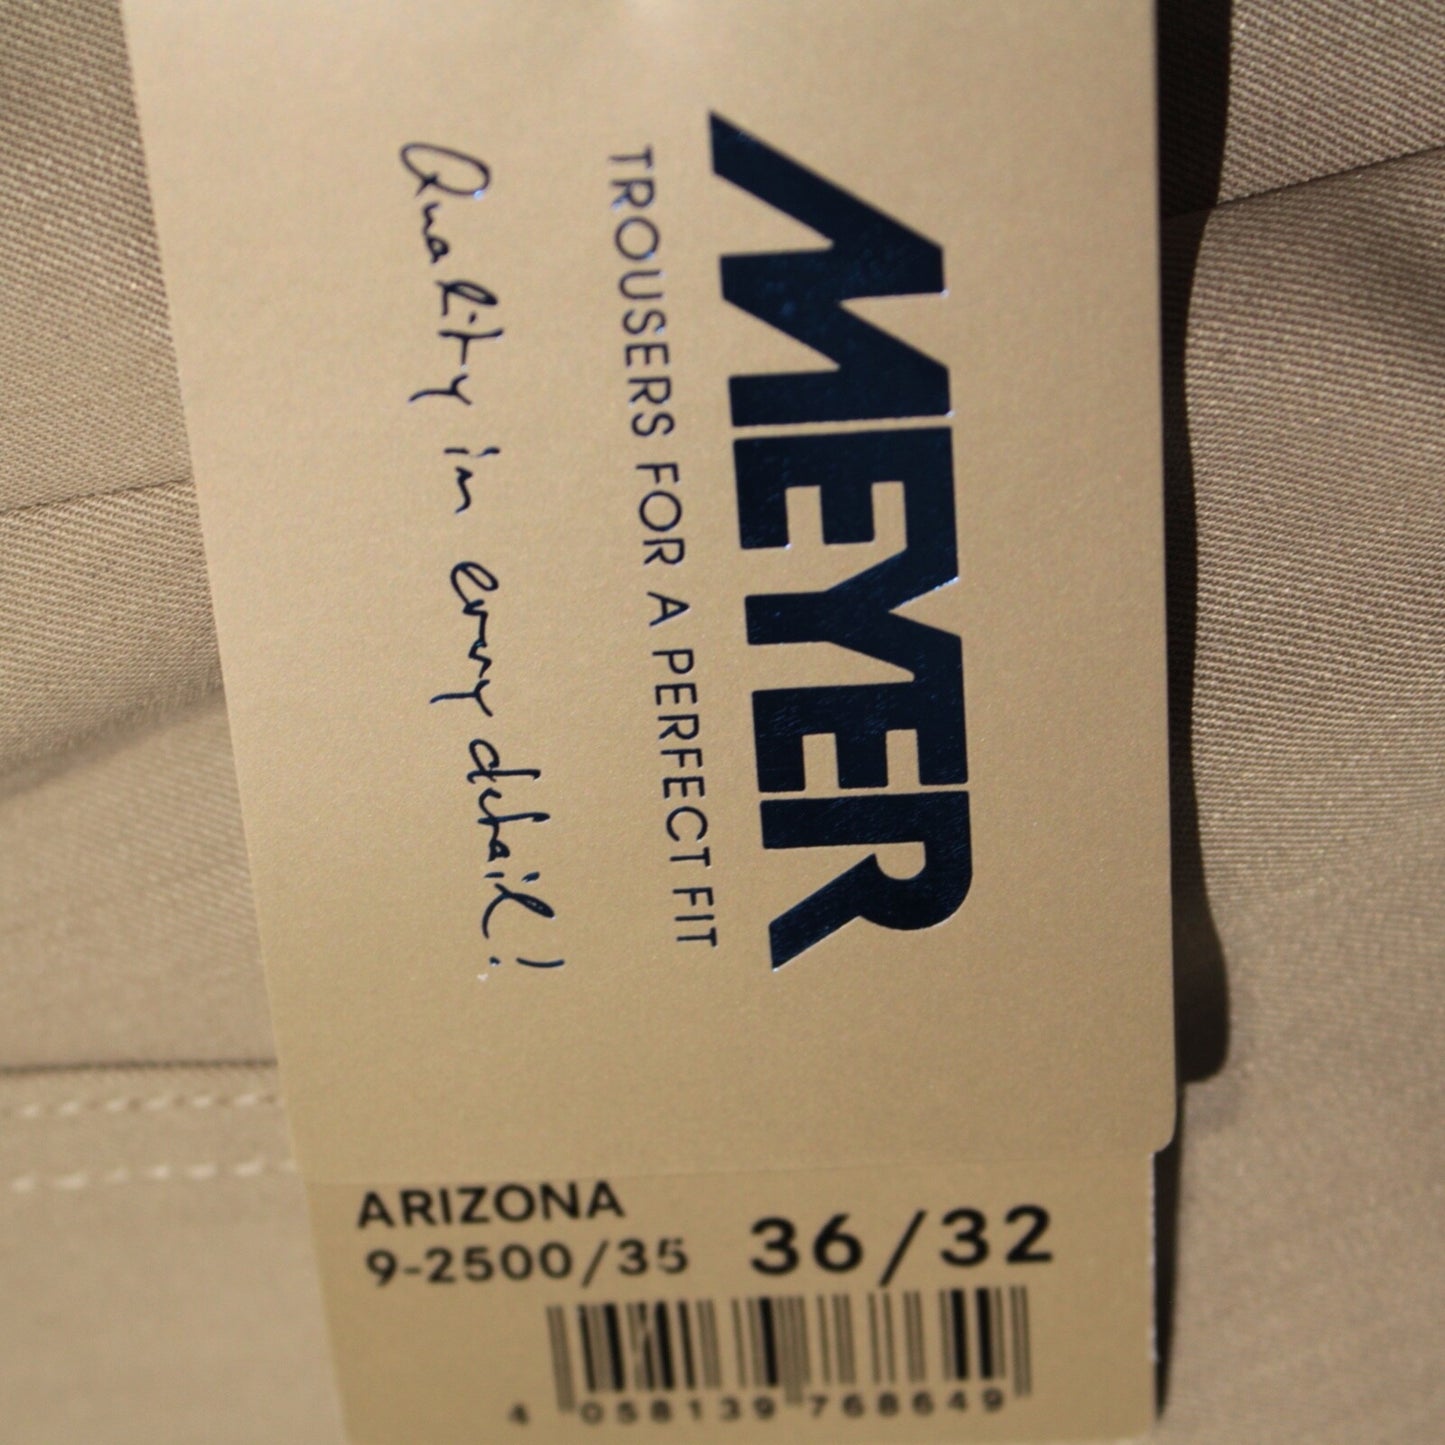 MEYER
TROUSERS FOR A PERFECT FIT
Quality in every detail!
ARIZONA
9-2500/35 36/32
4 058139 768649